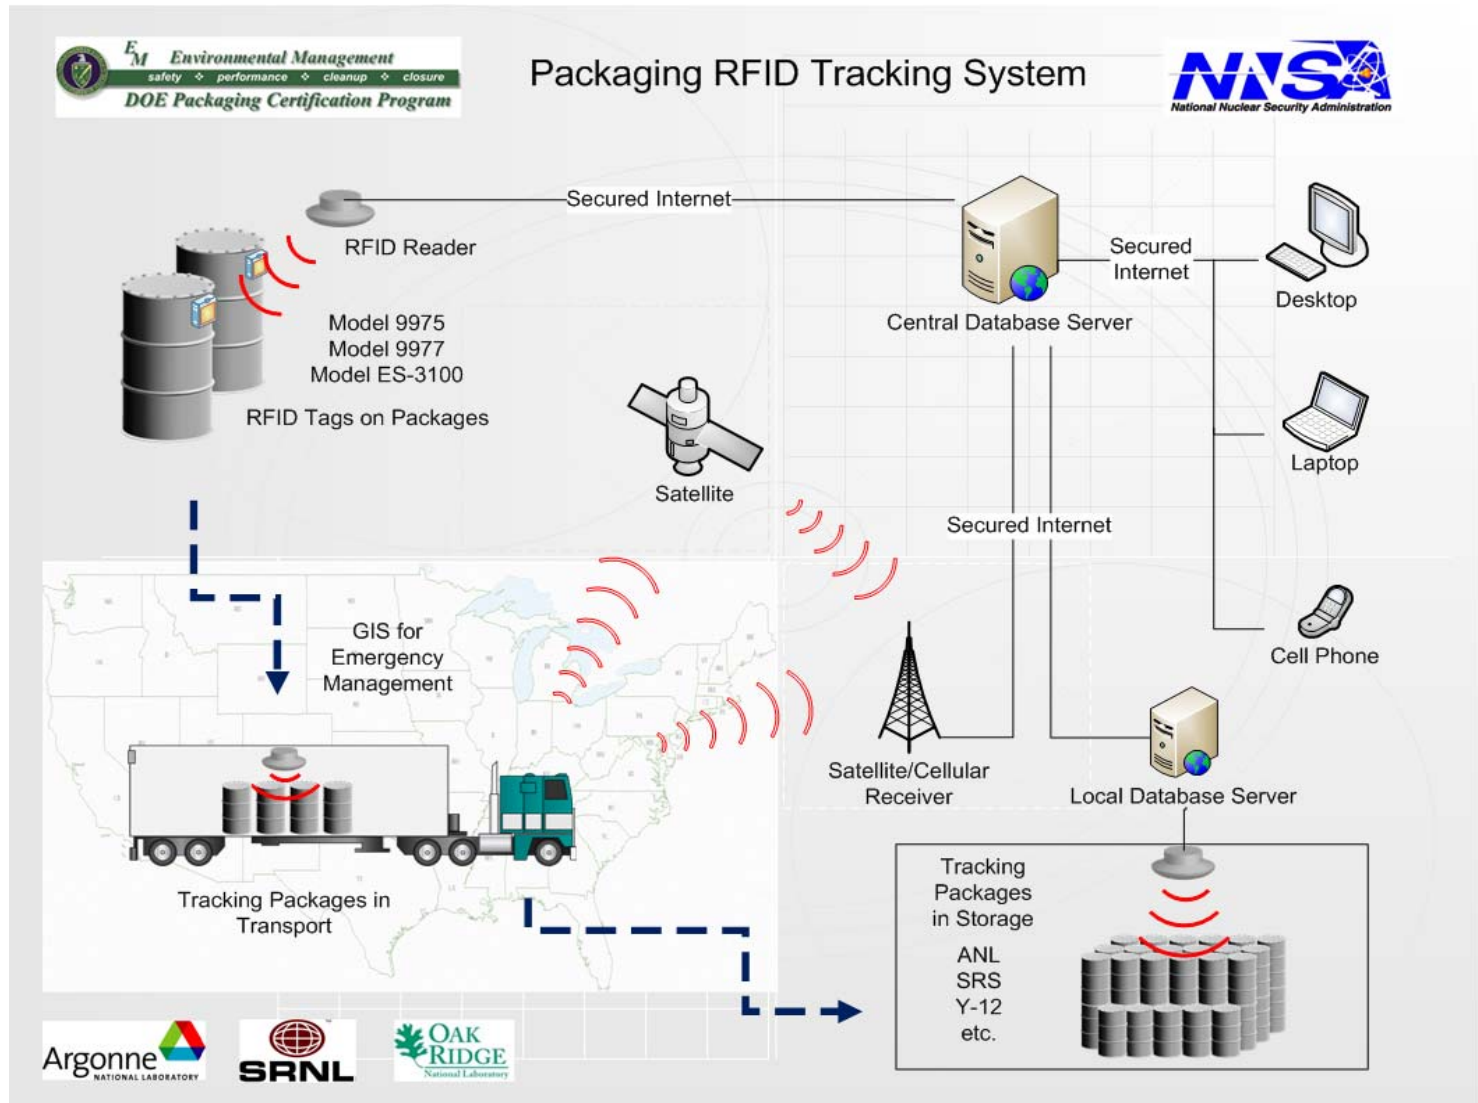 EM Environmental Management
safety ❖ performance ❖ cleanup ❖ closure
DOE Packaging Certification Program
Packaging RFID Tracking System
NNSA
National Nuclear Security Administration
RFID Reader
Secured Internet
Model 9975
Model 9977
Model ES-3100
RFID Tags on Packages
Central Database Server
Secured
Internet
Desktop
Laptop
Cell Phone
Satellite
Secured Internet
GIS for
Emergency
Management
Satellite/Cellular
Receiver
Local Database Server
Tracking Packages in
Transport
Tracking
Packages
in Storage
ANL
SRS
Y-12
etc.
Argonne
NATIONAL LABORATORY
SRNL
OAK
RIDGE
National Laboratory